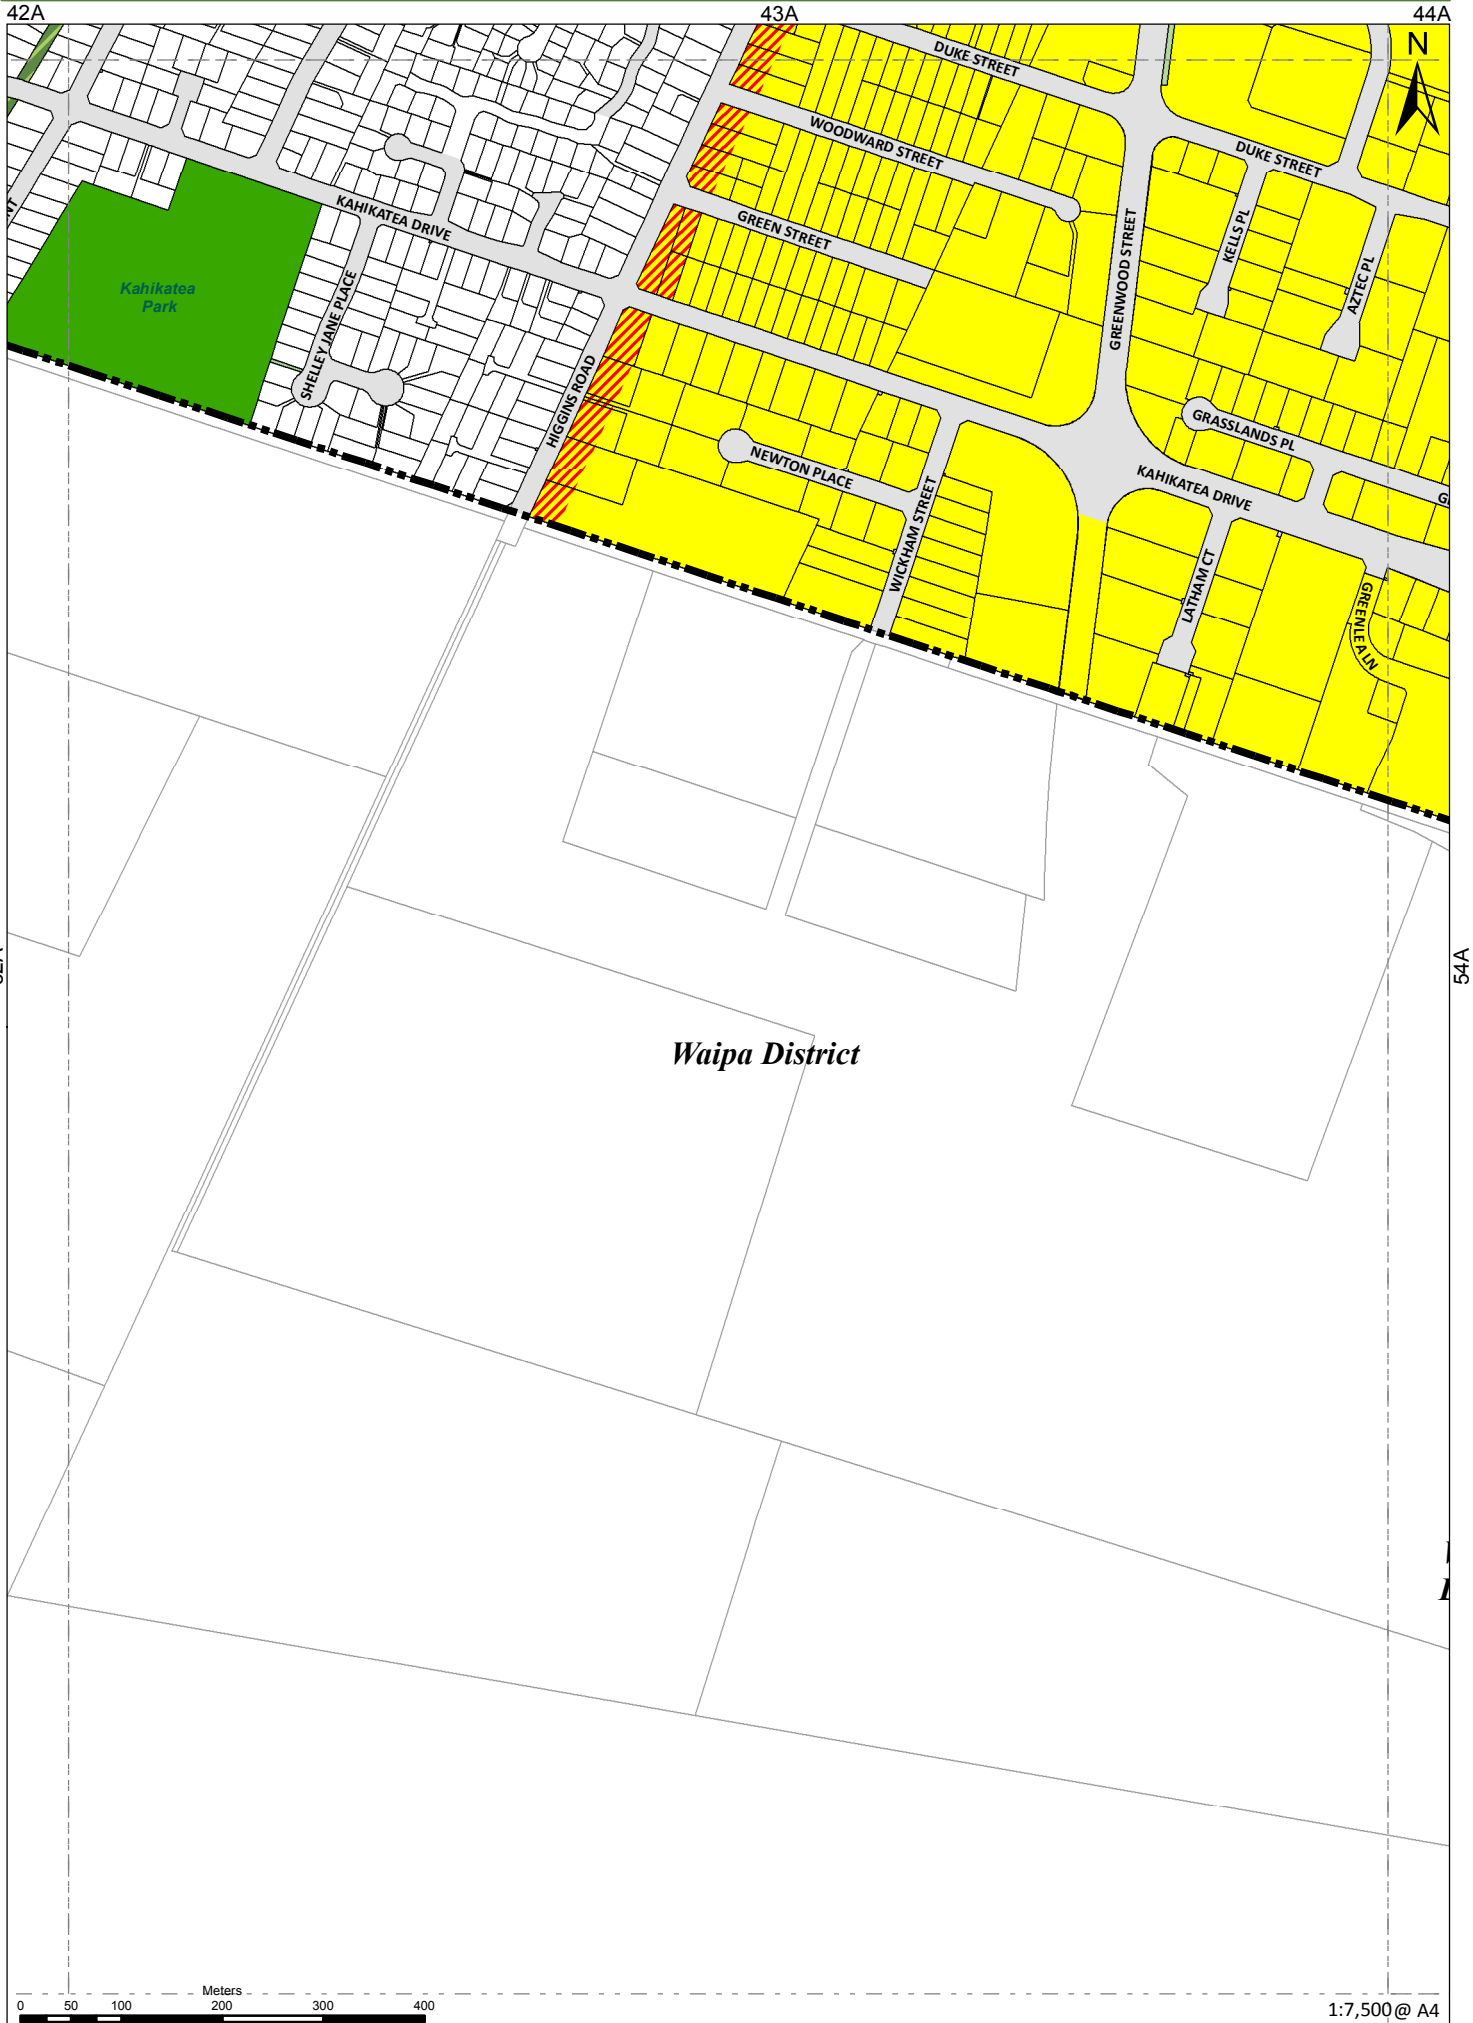 42A
43A
44A
N
DUKE STREET
WOODWARD STREET
DUKE STREET
KAHIKATEA DRIVE
GREEN STREET
KELLS PL
GREENWOOD STREET
AZTEC PL
Kahikatea
Park
SHELLEY JANE PLACE
HIGGINS ROAD
GRASSLANDS PL
NEWTON PLACE
KAHIKATEA DRIVE
WICKHAM STREET
LATHAM CT
GREENLEA LN
54A
Waipa District
Meters
0 50 100 200 300 400
1:7,500@ A4